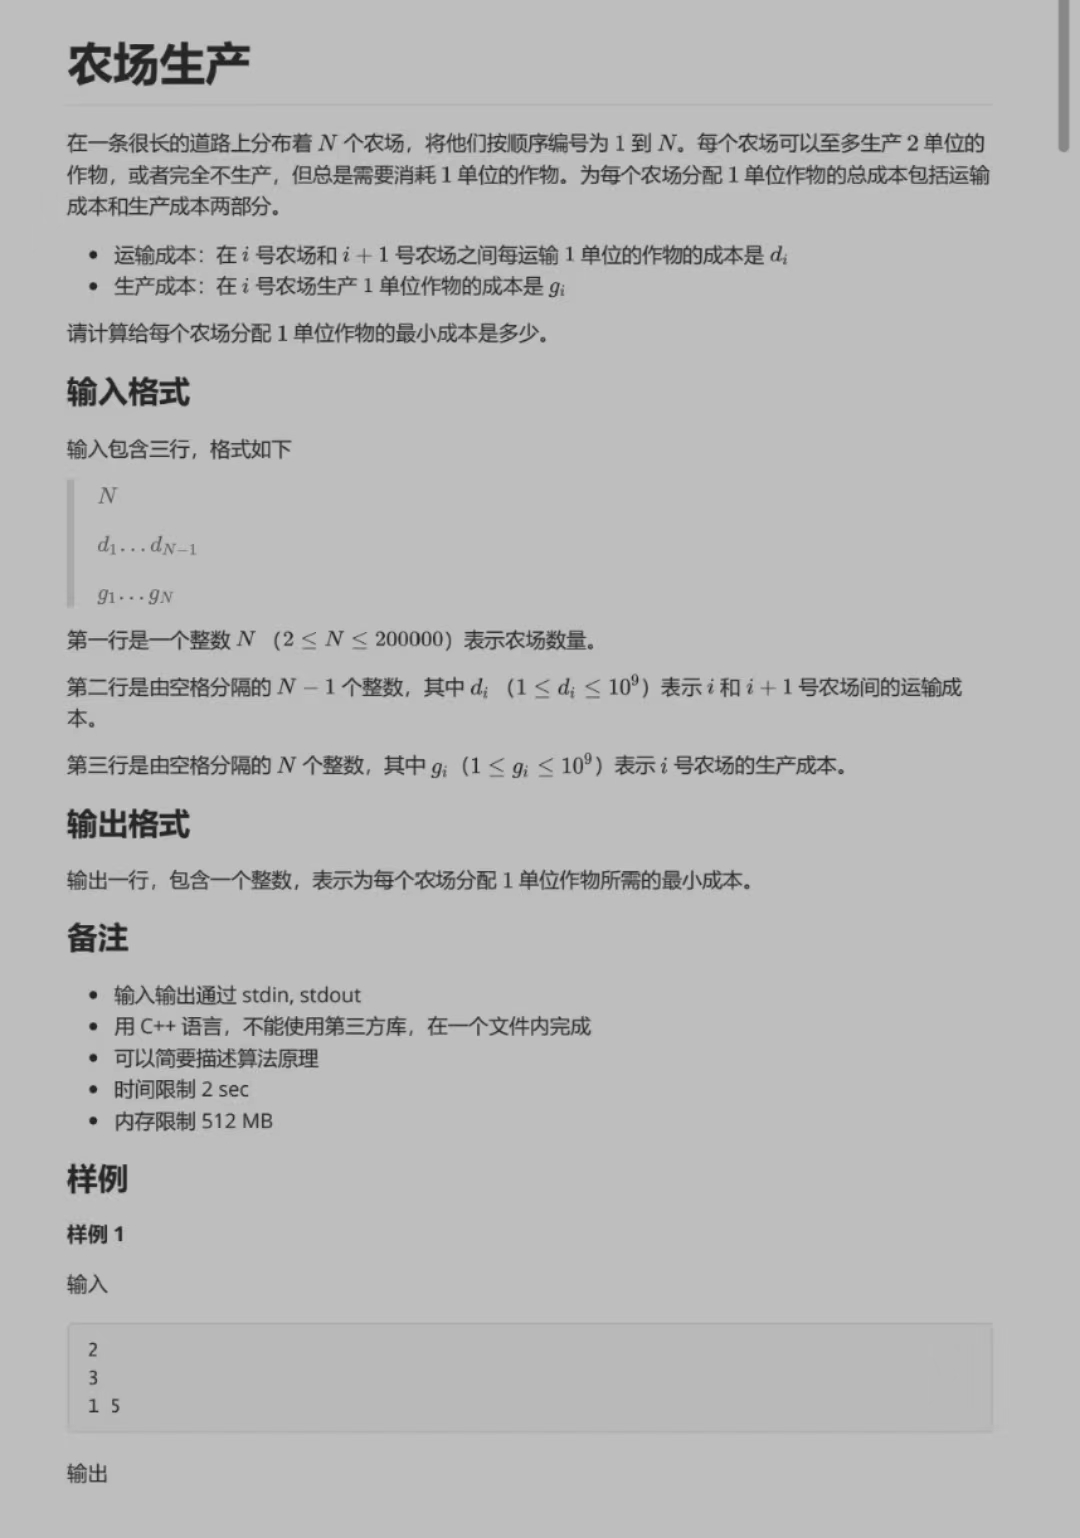 农场生产
在一条很长的道路上分布着 N 个农场，将他们按顺序编号为 1 到 N。每个农场可以至多生产 2 单位的
作物，或者完全不生产，但总是需要消耗 1 单位的作物。为每个农场分配 1 单位作物的总成本包括运输
成本和生产成本两部分。
• 运输成本：在 i 号农场和 i + 1 号农场之间每运输 1 单位的作物的成本是 d_i
• 生产成本：在 i 号农场生产 1 单位作物的成本是 g_i
请计算给每个农场分配 1 单位作物的最小成本是多少。
输入格式
输入包含三行，格式如下
N
d_1 ... d_{N-1}
g_1 ... g_N
第一行是一个整数 N （2 ≤ N ≤ 200000）表示农场数量。
第二行是由空格分隔的 N − 1 个整数，其中 d_i （1 ≤ d_i ≤ 10^9）表示 i 和 i + 1 号农场间的运输成
本。
第三行是由空格分隔的 N 个整数，其中 g_i（1 ≤ g_i ≤ 10^9）表示 i 号农场的生产成本。
输出格式
输出一行，包含一个整数，表示为每个农场分配 1 单位作物所需的最小成本。
备注
• 输入输出通过 stdin, stdout
• 用 C++ 语言，不能使用第三方库，在一个文件内完成
• 可以简要描述算法原理
• 时间限制 2 sec
• 内存限制 512 MB
样例
样例 1
输入
2
3
1 5
输出